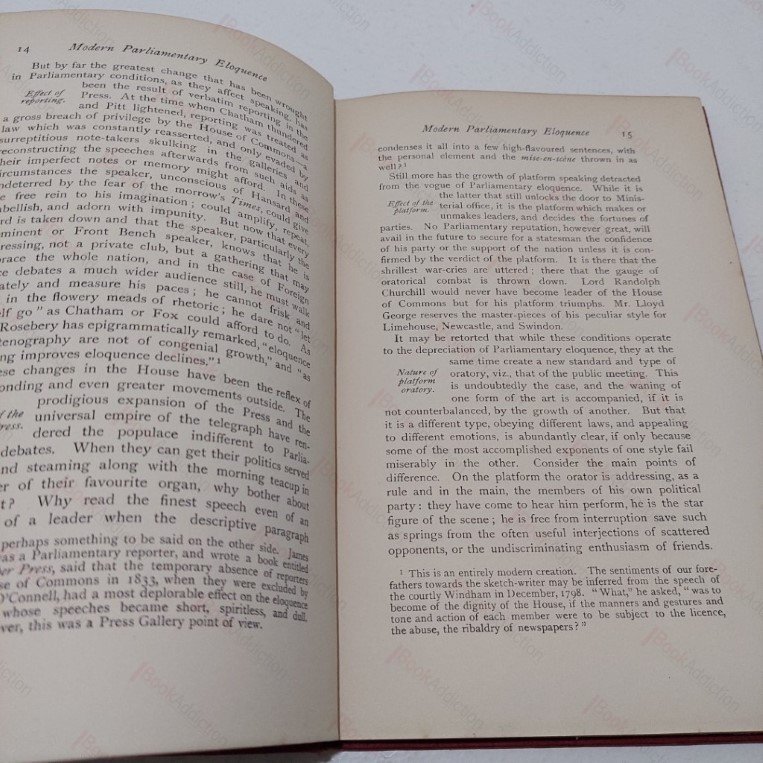 14 Modern Parliamentary Eloquence
But by far the greatest change that has been wrought
in Parliamentary conditions, as they affect speaking, has
Effect of reporting.
been the result of verbatim reporting in the
Press. At the time when Chatham thundered
and Pitt lightened, reporting was treated as
a gross breach of privilege by the House of Commons—a
law which was constantly reasserted, and only evaded by
surreptitious note-takers skulking in the galleries and
reconstructing the speeches afterwards from such aids as
their imperfect notes or memory might afford. In these
circumstances the speaker, unconscious of Hansard and
undeterred by the fear of the morrow's Times, could give
free rein to his imagination; he could amplify, repeat,
embellish, and adorn with impunity. But now that every
word is taken down and that the speaker, particularly the
minent or Front Bench speaker, knows that he is
ressing, not a private club, but a gathering that may
race the whole nation, and in the case of Foreign
ce debates a much wider audience still, he must walk
ately and measure his paces; he cannot frisk and
in the flowery meads of rhetoric; he dare not "let
elf go" as Chatham or Fox could afford to do. As
Rosebery has epigrammatically remarked, "eloquence
tenography are not of congenial growth," and "as
ing improves eloquence declines."¹
ese changes in the House have been the reflex of
onding and even greater movements outside. The
of the
ress.
prodigious expansion of the Press and the
universal empire of the telegraph have ren-
dered the populace indifferent to Parlia-
debates. When they can get their politics served
nd steaming along with the morning teacup in
er of their favourite organ, why bother about
t? Why read the finest speech even of an
of a leader when the descriptive paragraph
perhaps something to be said on the other side. James
was a Parliamentary reporter, and wrote a book entitled
er Press, said that the temporary absence of reporters
se of Commons in 1833, when they were excluded by
O'Connell, had a most deplorable effect on the eloquence
whose speeches became short, spiritless, and dull.
ver, this was a Press Gallery point of view.
Modern Parliamentary Eloquence 15
condenses it all into a few high-flavoured sentences, with
the personal element and the mise-en-scène thrown in as
well?¹
Still more has the growth of platform speaking detracted
from the vogue of Parliamentary eloquence. While it is
Effect of the platform.
the latter that still unlocks the door to Minis-
terial office, it is the platform which makes or
unmakes leaders, and decides the fortunes of
parties. No Parliamentary reputation, however great, will
avail in the future to secure for a statesman the confidence
of his party or the support of the nation unless it is con-
firmed by the verdict of the platform. It is there that the
shrillest war-cries are uttered; there that the gauge of
oratorical combat is thrown down. Lord Randolph
Churchill would never have become leader of the House
of Commons but for his platform triumphs. Mr. Lloyd
George reserves the master-pieces of his peculiar style for
Limehouse, Newcastle, and Swindon.
It may be retorted that while these conditions operate
to the depreciation of Parliamentary eloquence, they at the
Nature of platform oratory.
same time create a new standard and type of
oratory, viz., that of the public meeting. This
is undoubtedly the case, and the waning of
one form of the art is accompanied, if it is
not counterbalanced, by the growth of another. But that
it is a different type, obeying different laws, and appealing
to different emotions, is abundantly clear, if only because
some of the most accomplished exponents of one style fail
miserably in the other. Consider the main points of
difference. On the platform the orator is addressing, as a
rule and in the main, the members of his own political
party: they have come to hear him perform, he is the star
figure of the scene; he is free from interruption save such
as springs from the often useful interjections of scattered
opponents, or the undiscriminating enthusiasm of friends.
¹ This is an entirely modern creation. The sentiments of our fore-
fathers towards the sketch-writer may be inferred from the speech of
the courtly Windham in December, 1798. "What," he asked, "was to
become of the dignity of the House, if the manners and gestures and
tone and action of each member were to be subject to the licence,
the abuse, the ribaldry of newspapers?"
BookAddiction